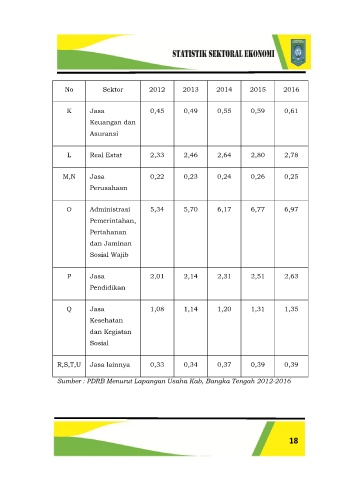 STATISTIK SEKTORAL EKONOMI
No Sektor 2012 2013 2014 2015 2016
K Jasa 0,45 0,49 0,55 0,59 0,61
Keuangan dan
Asuransi
L Real Estat 2,33 2,46 2,64 2,80 2,78
M,N Jasa 0,22 0,23 0,24 0,26 0,25
Perusahaan
O Administrasi 5,34 5,70 6,17 6,77 6,97
Pemerintahan,
Pertahanan
dan Jaminan
Sosial Wajib
P Jasa 2,01 2,14 2,31 2,51 2,63
Pendidikan
Q Jasa 1,08 1,14 1,20 1,31 1,35
Kesehatan
dan Kegiatan
Sosial
R,S,T,U Jasa lainnya 0,33 0,34 0,37 0,39 0,39
Sumber : PDRB Menurut Lapangan Usaha Kab, Bangka Tengah 2012-2016
18